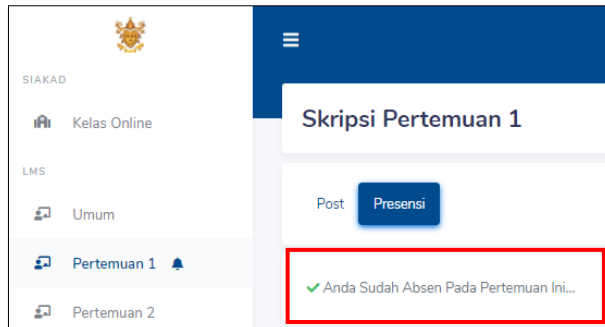 SIAKAD
Kelas Online
LMS
Umum
Pertemuan 1
Pertemuan 2
Skripsi Pertemuan 1
Post Presensi
Anda Sudah Absen Pada Pertemuan Ini...